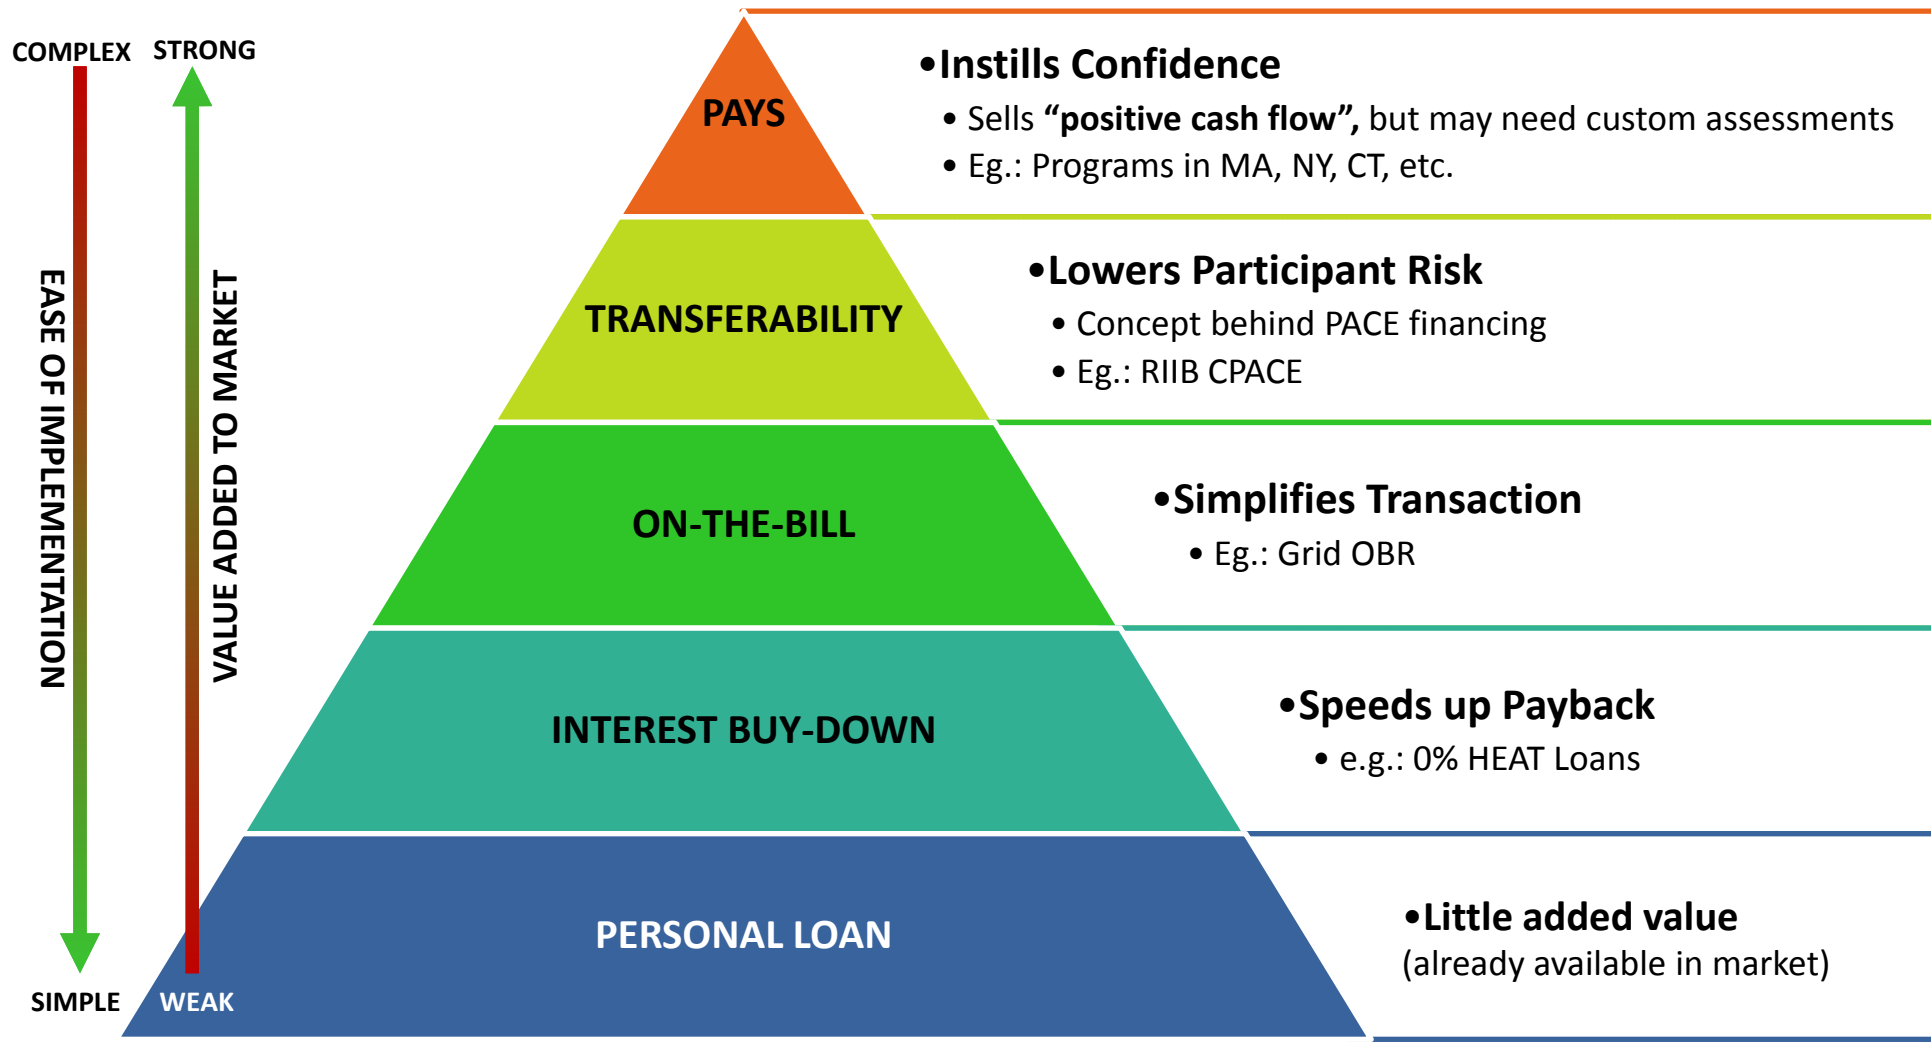 COMPLEX
STRONG
EASE OF IMPLEMENTATION
VALUE ADDED TO MARKET
SIMPLE
WEAK
PAYS
•Instills Confidence
• Sells “positive cash flow”, but may need custom assessments
• Eg.: Programs in MA, NY, CT, etc.
TRANSFERABILITY
•Lowers Participant Risk
• Concept behind PACE financing
• Eg.: RIIB CPACE
ON-THE-BILL
•Simplifies Transaction
• Eg.: Grid OBR
INTEREST BUY-DOWN
•Speeds up Payback
• e.g.: 0% HEAT Loans
PERSONAL LOAN
•Little added value
(already available in market)